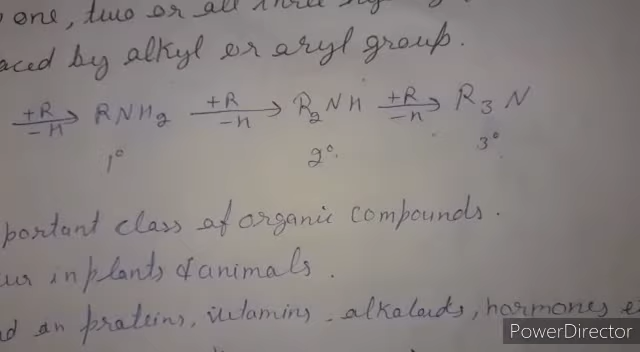 one, two or all three
aced by alkyl or aryl group.
+R/-H → RNH2 +R/-H → R2NH +R/-H → R3N
1° 2°. 3°
portant class of organic compounds.
ur in plants & animals.
d in proteins, vitamins, alkaloids, hormones e
PowerDirector